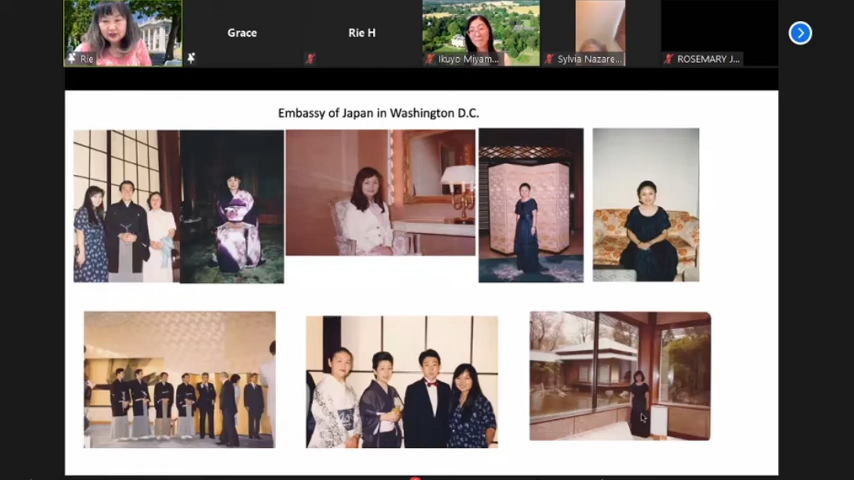 Grace
Rie H
Rie
Ikuyo Miyam...
Sylvia Nazare...
ROSEMARY J...
Embassy of Japan in Washington D.C.